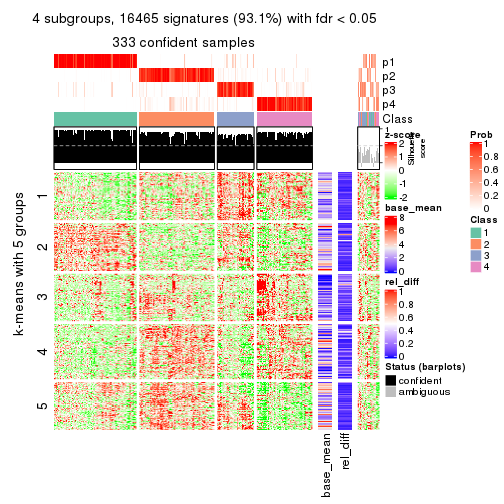 4 subgroups, 16465 signatures (93.1%) with fdr < 0.05
333 confident samples
p1
p2
p3
p4
Class
1
Silhouette
score
k-means with 5 groups
1
2
3
4
5
base_mean
rel_diff
z-score
2
1
0
-1
-2
base_mean
8
6
4
2
0
rel_diff
1
0.8
0.6
0.4
0.2
0
Status (barplots)
confident
ambiguous
Prob
1
0.8
0.6
0.4
0.2
0
Class
1
2
3
4